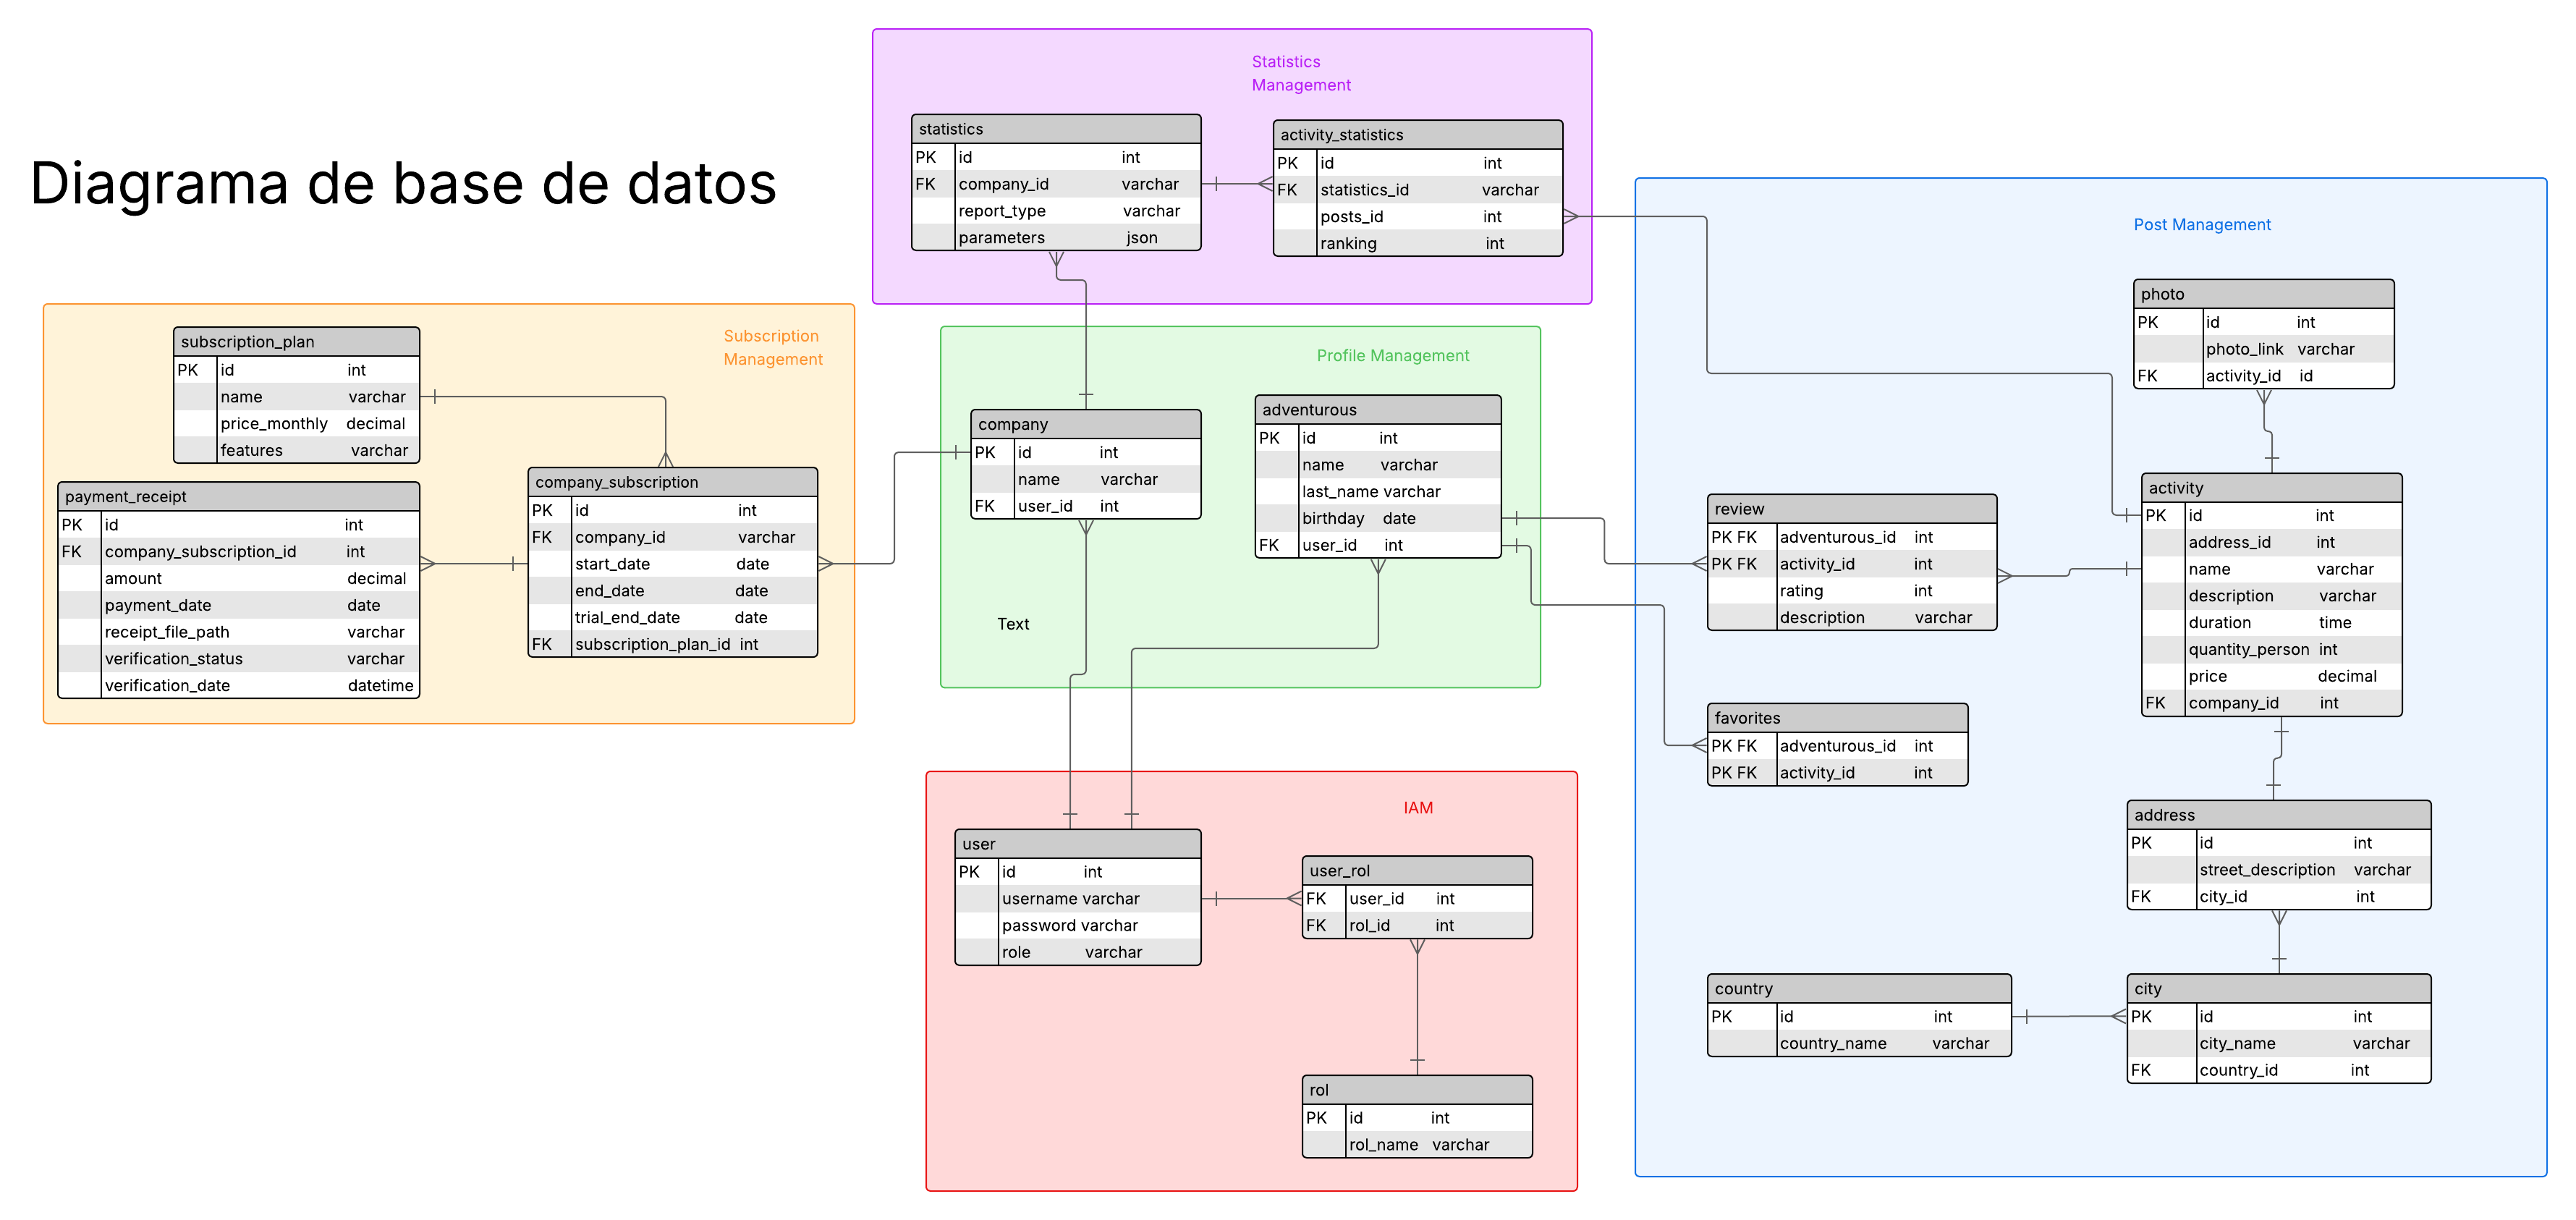 Diagrama de base de datos
Statistics
Management
statistics
PK id int
FK company_id varchar
report_type varchar
parameters json
activity_statistics
PK id int
FK statistics_id varchar
posts_id int
ranking int
Subscription
Management
subscription_plan
PK id int
name varchar
price_monthly decimal
features varchar
payment_receipt
PK id int
FK company_subscription_id int
amount decimal
payment_date date
receipt_file_path varchar
verification_status varchar
verification_date datetime
company_subscription
PK id int
FK company_id varchar
start_date date
end_date date
trial_end_date date
FK subscription_plan_id int
Profile Management
company
PK id int
name varchar
FK user_id int
adventurous
PK id int
name varchar
last_name varchar
birthday date
FK user_id int
Text
IAM
user
PK id int
username varchar
password varchar
role varchar
user_rol
FK user_id int
FK rol_id int
rol
PK id int
rol_name varchar
Post Management
photo
PK id int
photo_link varchar
FK activity_id id
review
PK FK adventurous_id int
PK FK activity_id int
rating int
description varchar
activity
PK id int
address_id int
name varchar
description varchar
duration time
quantity_person int
price decimal
FK company_id int
favorites
PK FK adventurous_id int
PK FK activity_id int
address
PK id int
street_description varchar
FK city_id int
country
PK id int
country_name varchar
city
PK id int
city_name varchar
FK country_id int